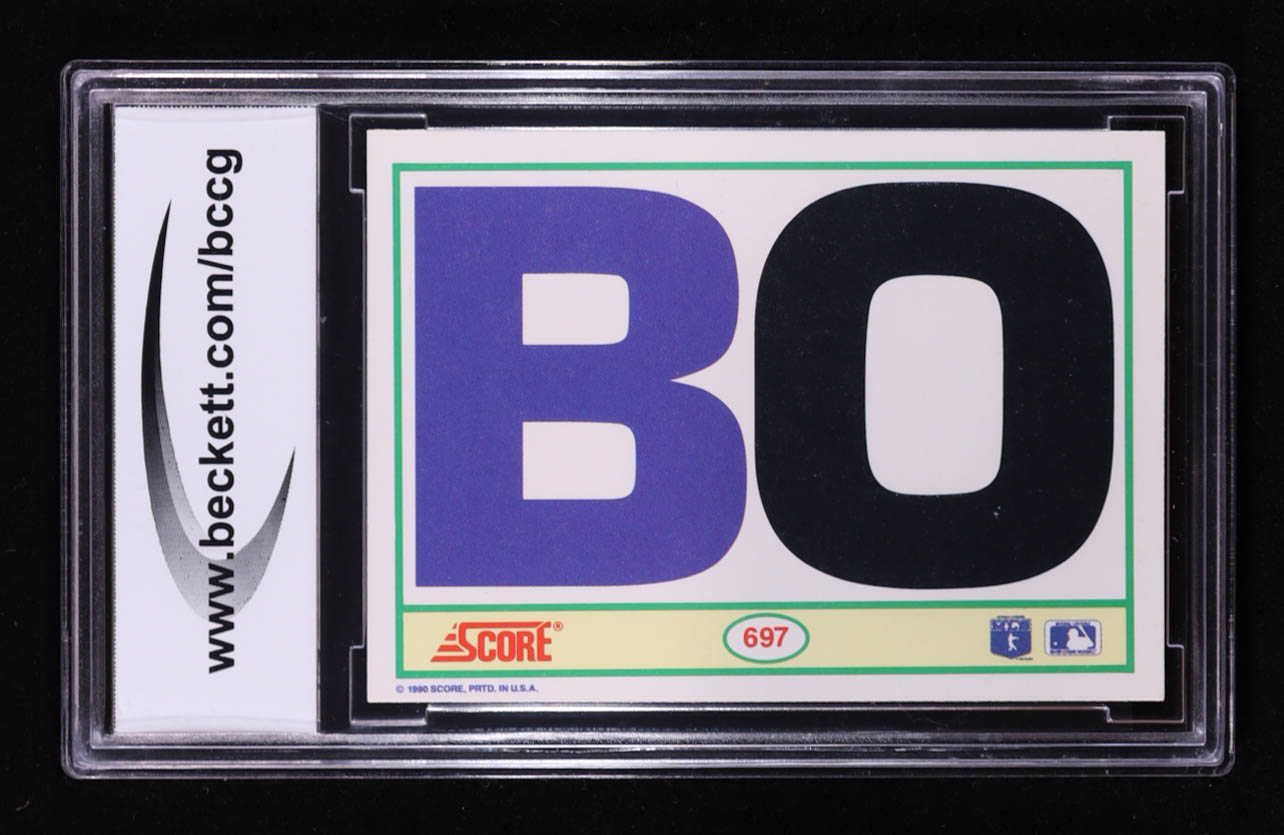 www.beckett.com/bccg
BO
SCORE®
697
© 1990 SCORE, PRTD. IN U.S.A.